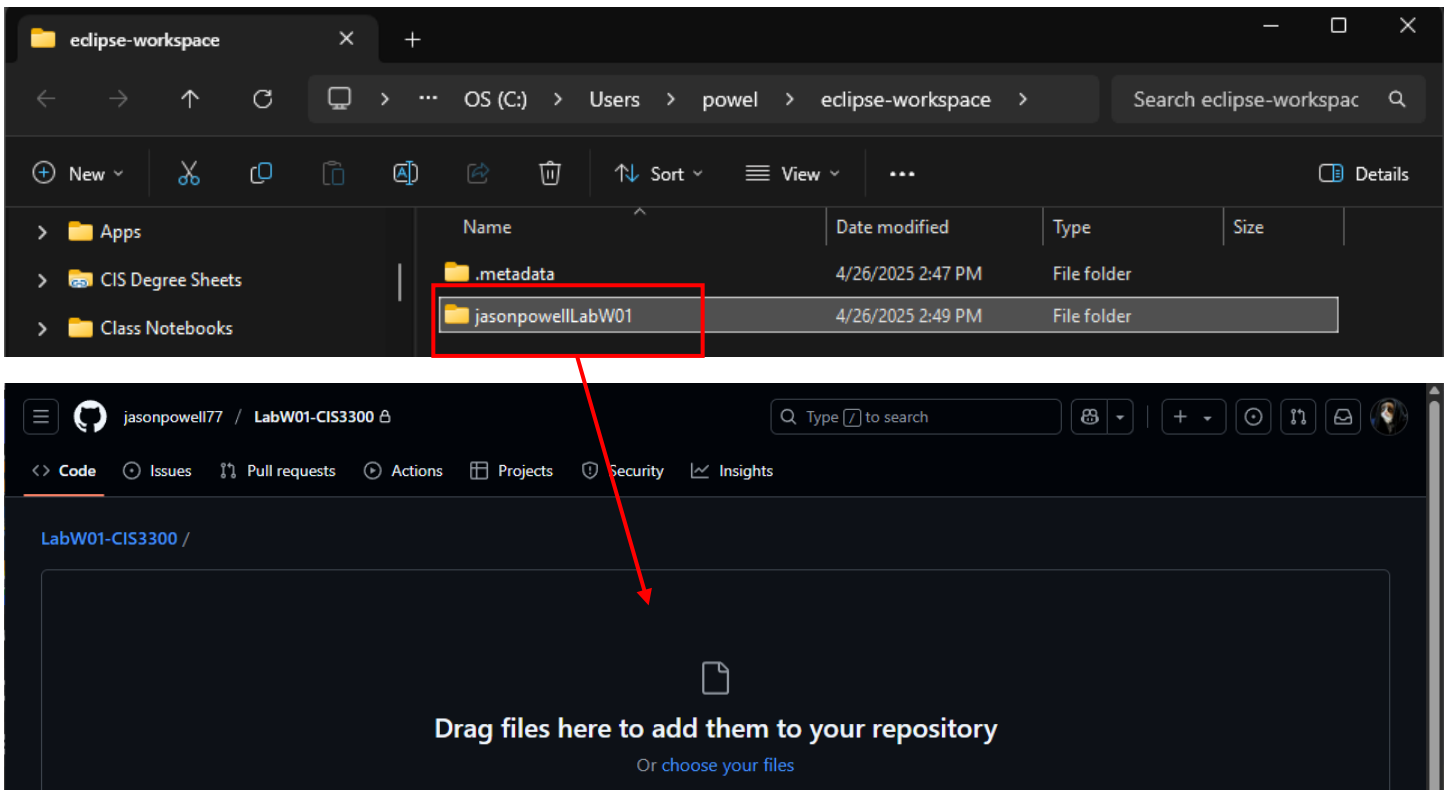 eclipse-workspace
OS (C:) > Users > powel > eclipse-workspace > Search eclipse-workspac
New Sort View ... Details
Name Date modified Type Size
Apps
.metadata 4/26/2025 2:47 PM File folder
CIS Degree Sheets
jasonpowellLabW01 4/26/2025 2:49 PM File folder
Class Notebooks
jasonpowell77 / LabW01-CIS3300 Type / to search
Code Issues Pull requests Actions Projects Security Insights
LabW01-CIS3300 /
Drag files here to add them to your repository
Or choose your files